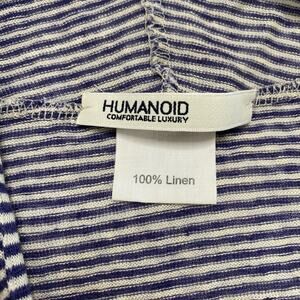 HUMANOID
COMFORTABLE LUXURY
100% Linen